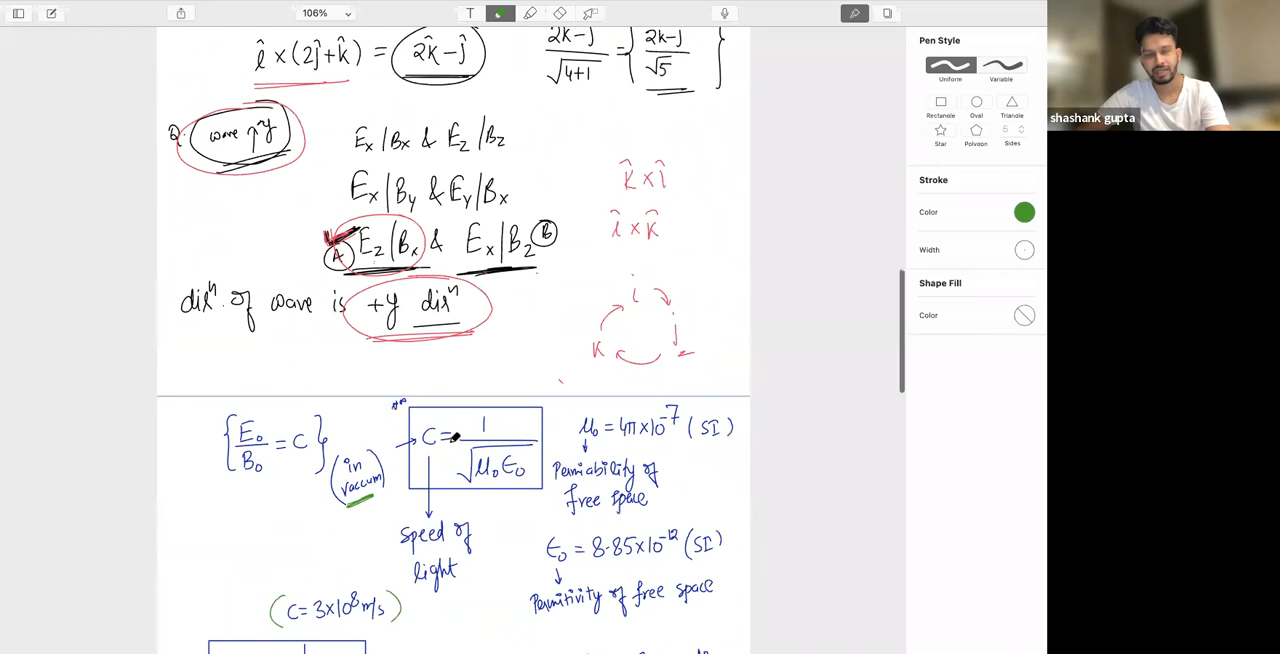 T
106%
î × (2ĵ + k̂) = 2k̂ - ĵ
2k-j / √4+1 = { 2k-j / √5 }
Q. wave
Ex/Bx & Ez/Bz
Ex/By & Ey/Bx
(A) Ez/Bx & Ex/Bz (B)
dirⁿ. of wave is +y dirⁿ
k̂ × î
î × k̂
i
K
{ E₀/B₀ = C } (in vaccum)
C = 1/√μ₀ε₀
speed of
light
(C = 3×10⁸ m/s)
μ₀ = 4π×10⁻⁷ (SI)
Permiability of
free space
ε₀ = 8.85×10⁻¹² (SI)
Permitivity of free space
shashank gupta
Pen Style
Uniform
Variable
Rectangle
Oval
Triangle
5
Star
Polygon
Sides
Stroke
Color
Width
Shape Fill
Color